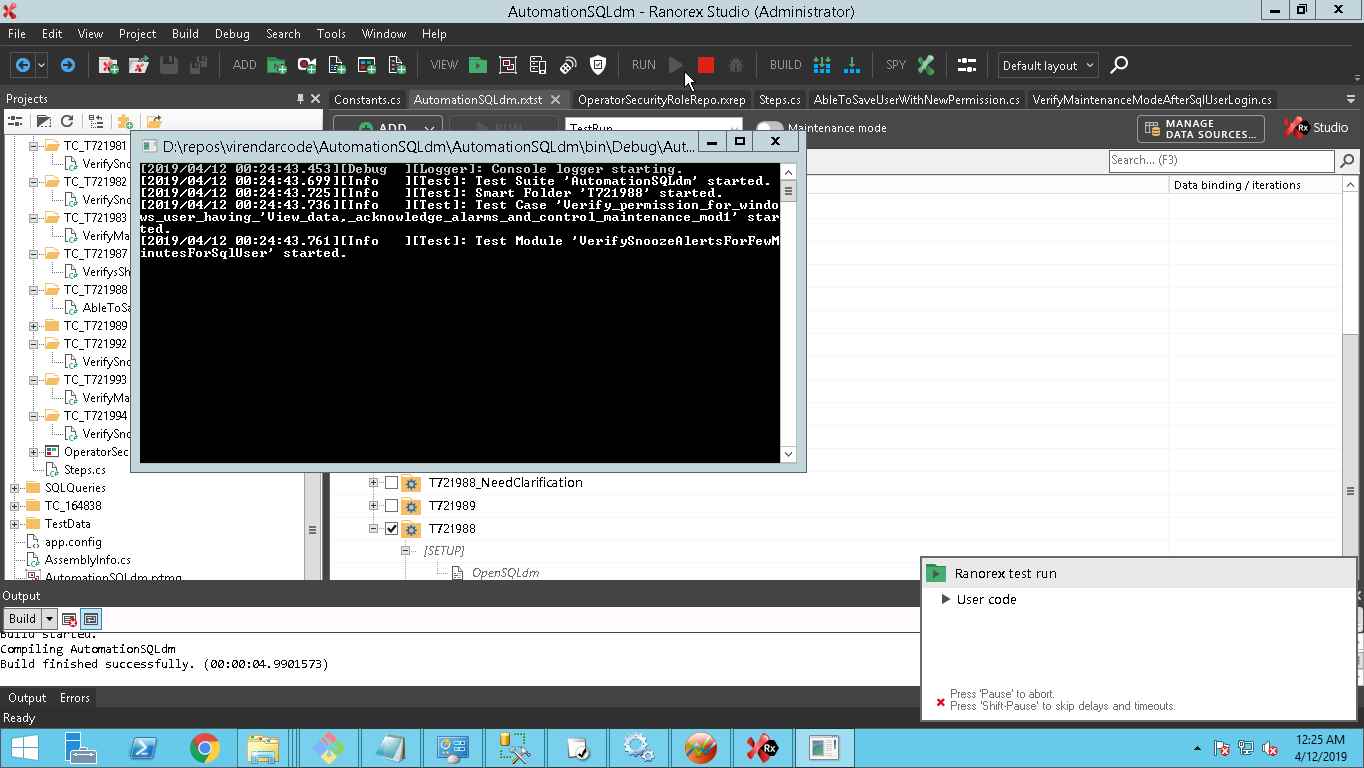 AutomationSQLdm - Ranorex Studio (Administrator)
File Edit View Project Build Debug Search Tools Window Help
ADD VIEW RUN BUILD SPY Default layout
Projects
Constants.cs AutomationSQLdm.rxtst OperatorSecurityRoleRepo.rxrep Steps.cs AbleToSaveUserWithNewPermission.cs VerifyMaintenanceModeAfterSqlUserLogin.cs
ADD RUN TestRun Maintenance mode MANAGE
DATA SOURCES... Studio
Search... (F3)
Data binding / iterations
TC_T721981
VerifySno
TC_T721982
VerifySno
TC_T721983
VerifyMa
TC_T721987
VerifysSh
TC_T721988
AbleToSa
TC_T721989
TC_T721992
VerifySno
TC_T721993
VerifyMa
TC_T721994
VerifySno
OperatorSec
Steps.cs
SQLQueries
TC_164838
TestData
app.config
AssemblyInfo.cs
AutomationSQLdm.rxtmg
D:\repos\virendarcode\AutomationSQLdm\AutomationSQLdm\bin\Debug\Aut...
[2019/04/12 00:24:43.453][Debug ][Logger]: Console logger starting.
[2019/04/12 00:24:43.699][Info ][Test]: Test Suite 'AutomationSQLdm' started.
[2019/04/12 00:24:43.725][Info ][Test]: Smart Folder 'T721988' started.
[2019/04/12 00:24:43.736][Info ][Test]: Test Case 'Verify_permission_for_windo
ws_user_having_'View_data,_acknowledge_alarms_and_control_maintenance_mod1' star
ted.
[2019/04/12 00:24:43.761][Info ][Test]: Test Module 'VerifySnoozeAlertsForFewM
inutesForSqlUser' started.
T721988_NeedClarification
T721989
T721988
[SETUP]
OpenSQLdm
Ranorex test run
User code
Press 'Pause' to abort.
Press 'Shift-Pause' to skip delays and timeouts.
Output
Build
Build started.
Compiling AutomationSQLdm
Build finished successfully. (00:00:04.9901573)
Output Errors
Ready
12:25 AM
4/12/2019